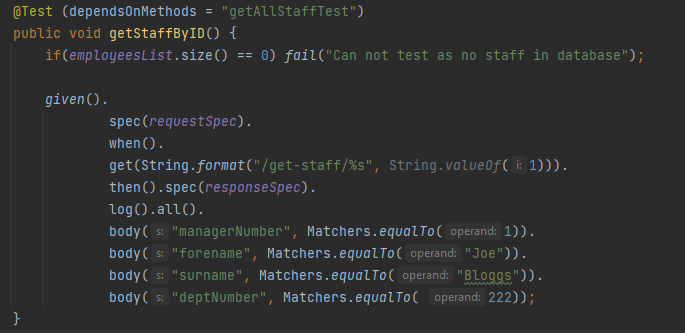 @Test (dependsOnMethods = "getAllStaffTest")
public void getStaffByID() {
if(employeesList.size() == 0) fail("Can not test as no staff in database");
given().
spec(requestSpec).
when().
get(String.format("/get-staff/%s", String.valueOf( i: 1))).
then().spec(responseSpec).
log().all().
body( s: "managerNumber", Matchers.equalTo( operand: 1)).
body( s: "forename", Matchers.equalTo( operand: "Joe")).
body( s: "surname", Matchers.equalTo( operand: "Bloggs")).
body( s: "deptNumber", Matchers.equalTo( operand: 222));
}